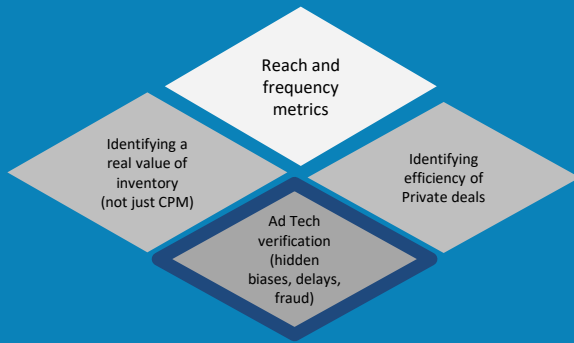 Reach and
frequency
metrics
Identifying a
real value of
inventory
(not just CPM)
Identifying
efficiency of
Private deals
Ad Tech
verification
(hidden
biases, delays,
fraud)